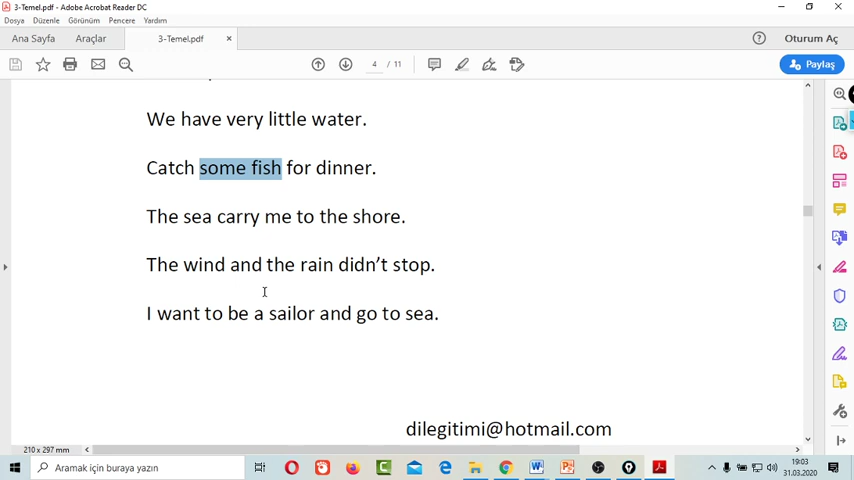 3-Temel.pdf - Adobe Acrobat Reader DC
Dosya Düzenle Görünüm Pencere Yardım
Ana Sayfa Araçlar 3-Temel.pdf × Oturum Aç
4 / 11 Paylaş
We have very little water.
Catch some fish for dinner.
The sea carry me to the shore.
The wind and the rain didn't stop.
I want to be a sailor and go to sea.
dilegitimi@hotmail.com
210 x 297 mm
Aramak için buraya yazın
19:03
31.03.2020